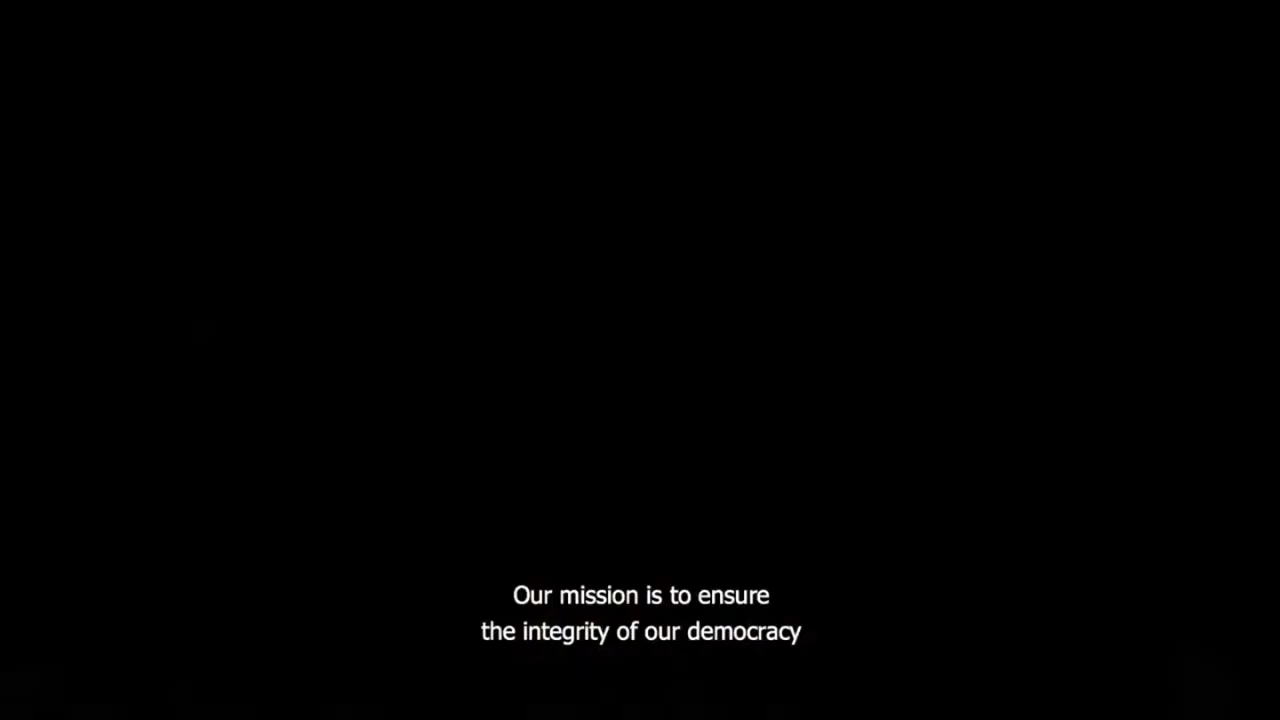 Our mission is to ensure
the integrity of our democracy